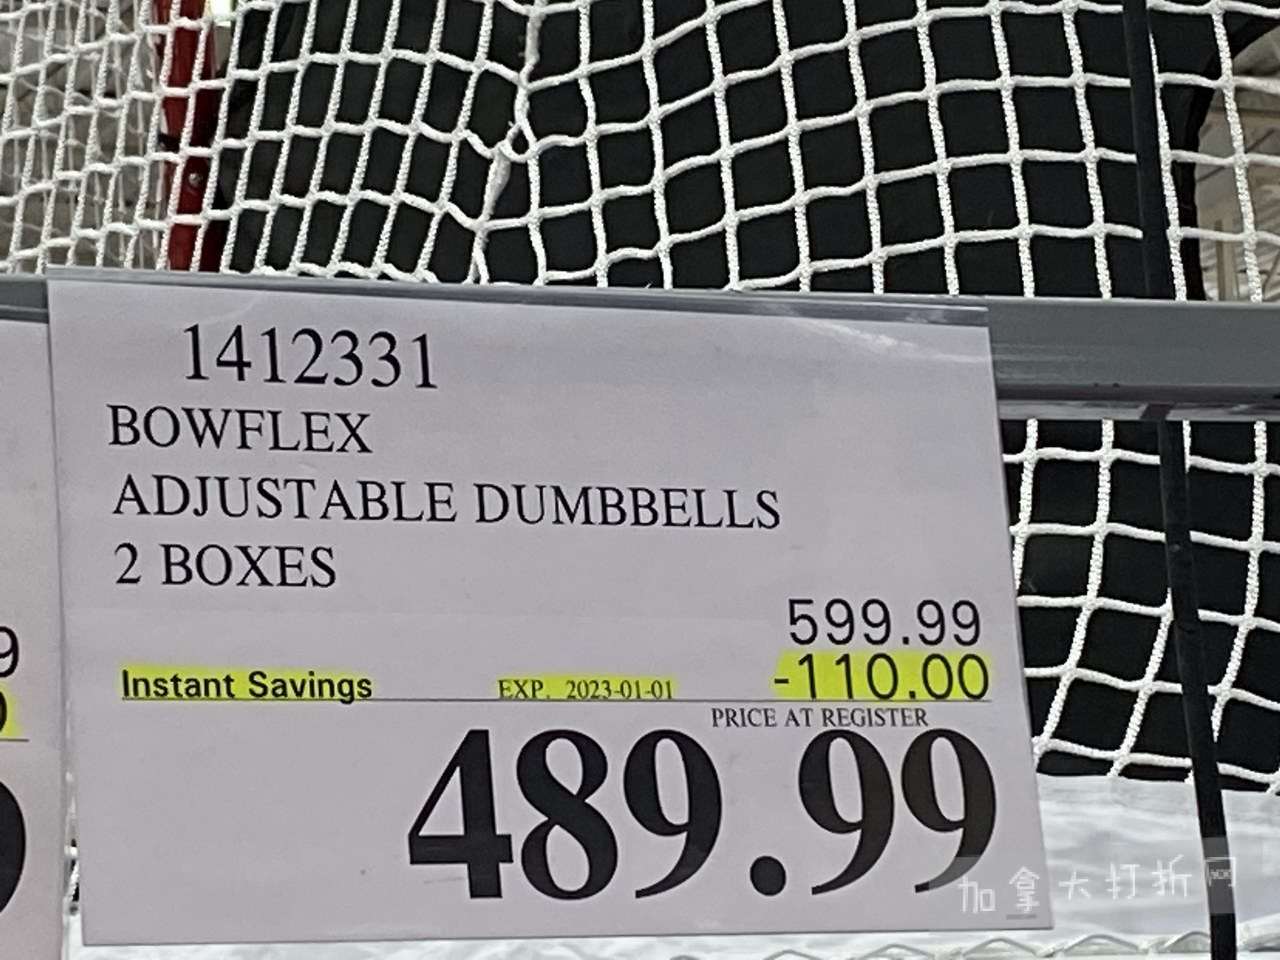 1412331
BOWFLEX
ADJUSTABLE DUMBBELLS
2 BOXES
599.99
Instant Savings EXP. 2023-01-01 -110.00
PRICE AT REGISTER
489.99
加拿大打折网